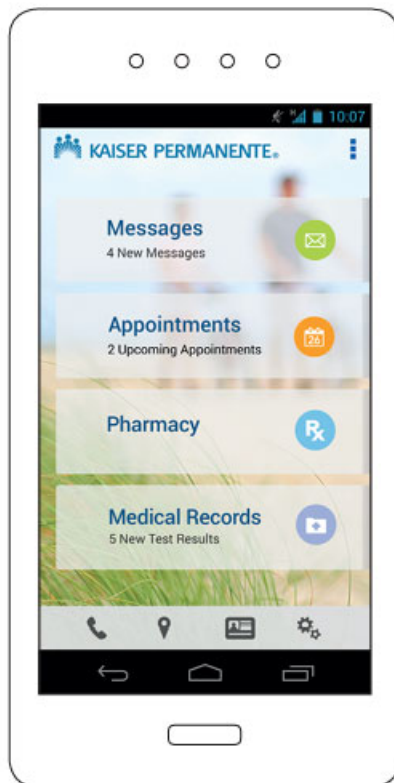 10:07
KAISER PERMANENTE®
Messages
4 New Messages
Appointments
2 Upcoming Appointments
26
Pharmacy
Rx
Medical Records
5 New Test Results